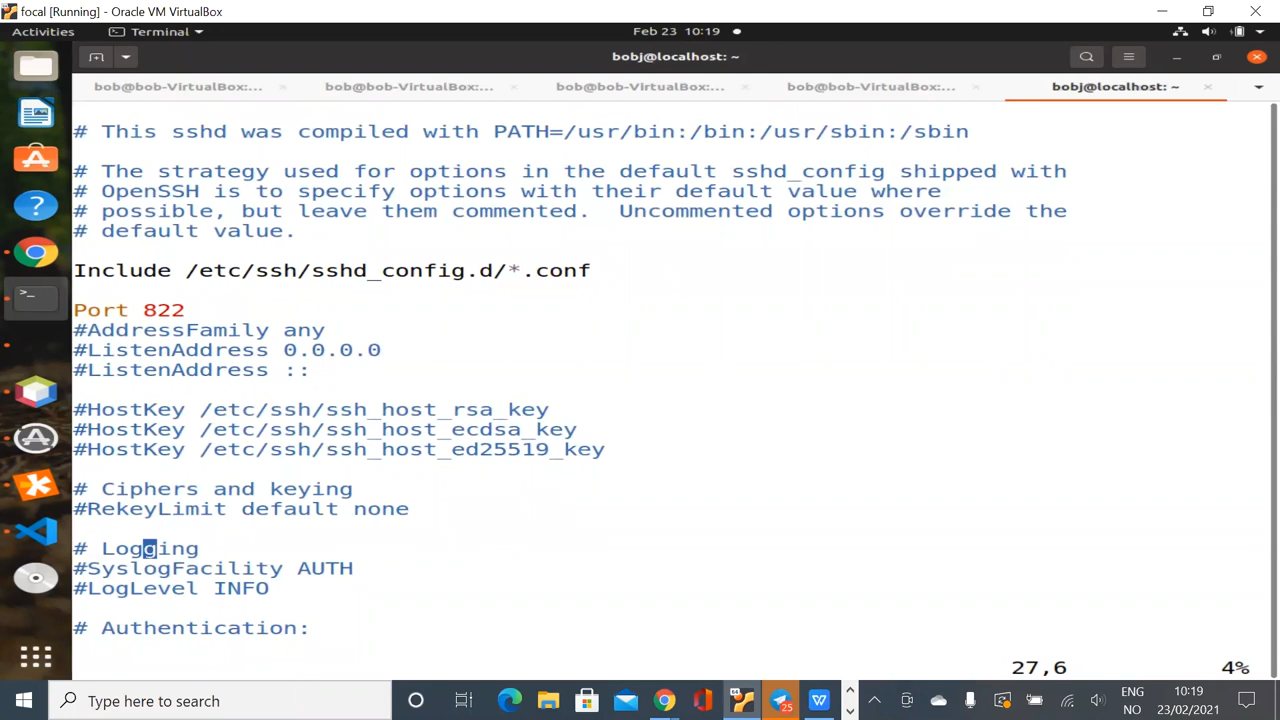 focal [Running] - Oracle VM VirtualBox
Activities Terminal Feb 23 10:19
bobj@localhost: ~
bob@bob-VirtualBox:... bob@bob-VirtualBox:... bob@bob-VirtualBox:... bob@bob-VirtualBox:... bobj@localhost: ~
# This sshd was compiled with PATH=/usr/bin:/bin:/usr/sbin:/sbin
# The strategy used for options in the default sshd_config shipped with
# OpenSSH is to specify options with their default value where
# possible, but leave them commented.  Uncommented options override the
# default value.
Include /etc/ssh/sshd_config.d/*.conf
Port 822
#AddressFamily any
#ListenAddress 0.0.0.0
#ListenAddress ::
#HostKey /etc/ssh/ssh_host_rsa_key
#HostKey /etc/ssh/ssh_host_ecdsa_key
#HostKey /etc/ssh/ssh_host_ed25519_key
# Ciphers and keying
#RekeyLimit default none
# Logging
#SyslogFacility AUTH
#LogLevel INFO
# Authentication:
27,6 4%
Type here to search
25
ENG
NO
10:19
23/02/2021